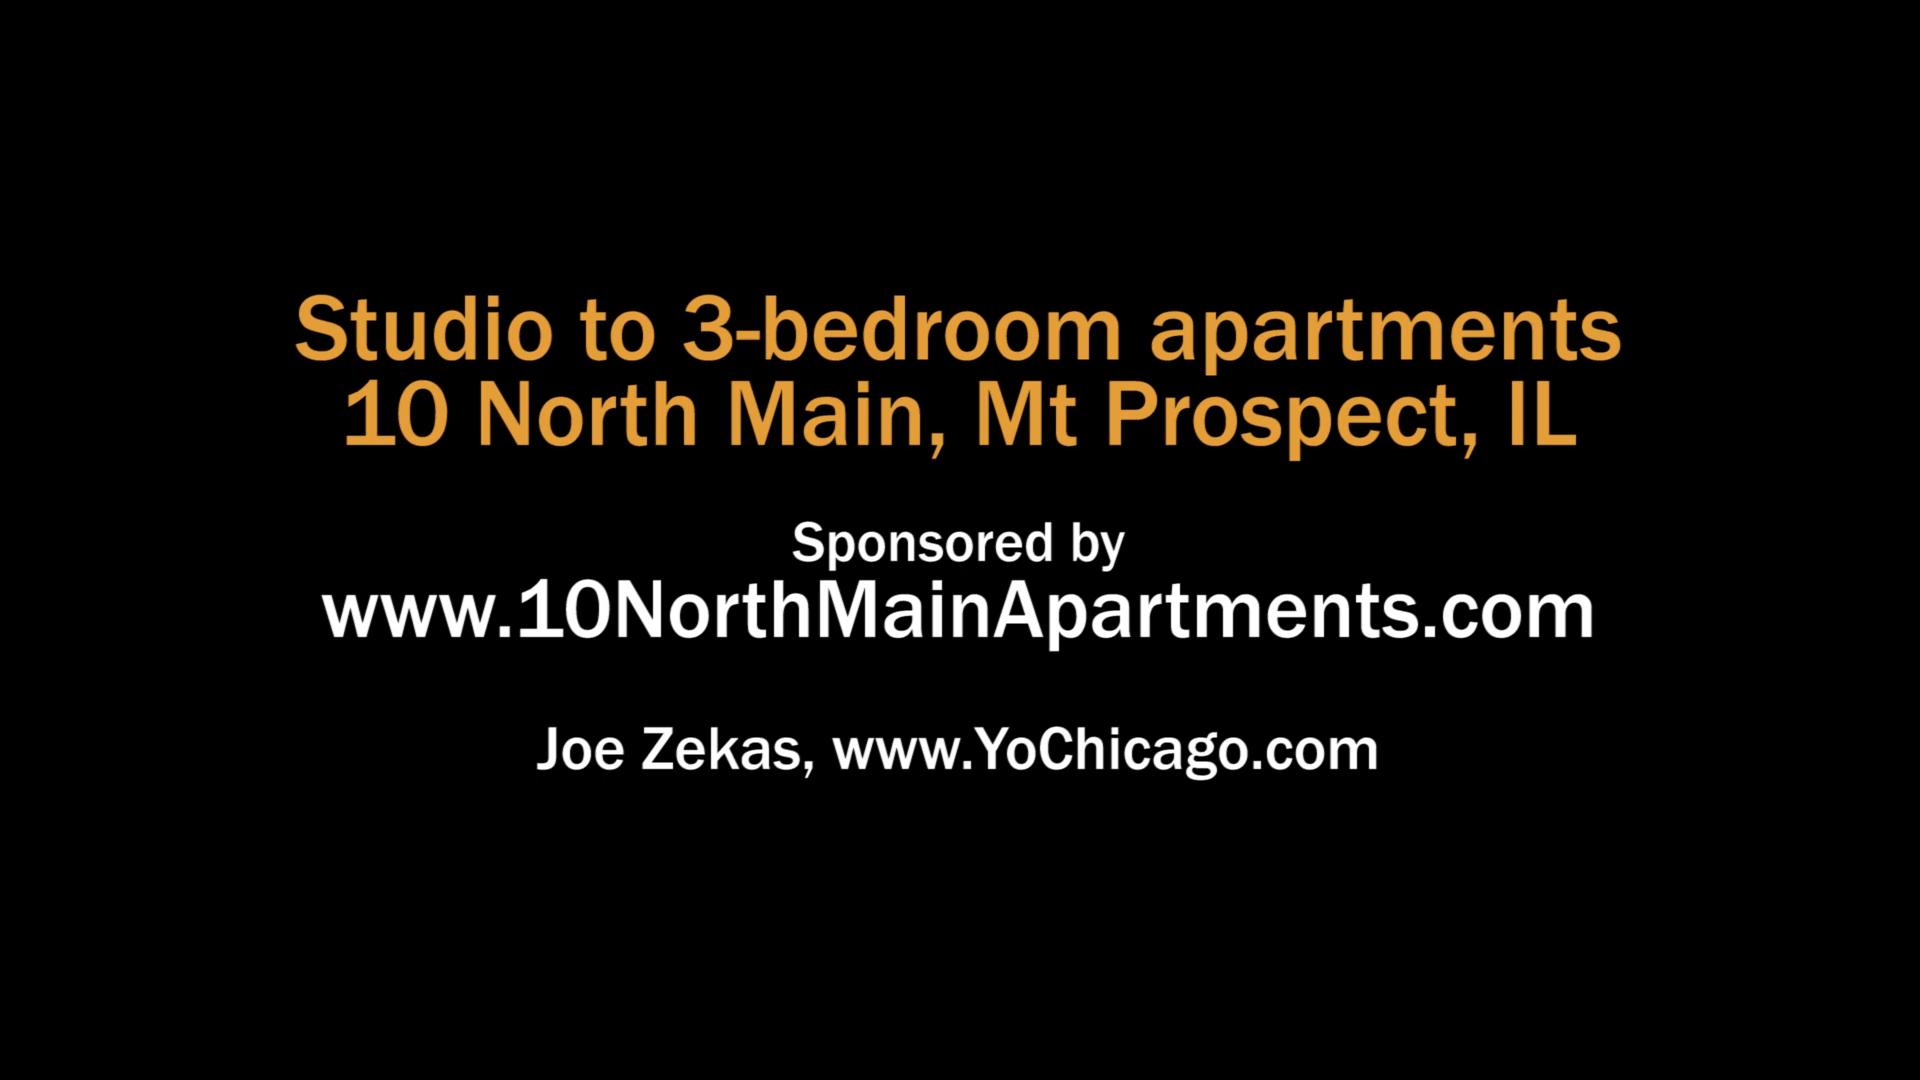 Studio to 3-bedroom apartments
10 North Main, Mt Prospect, IL
Sponsored by
www.10NorthMainApartments.com
Joe Zekas, www.YoChicago.com